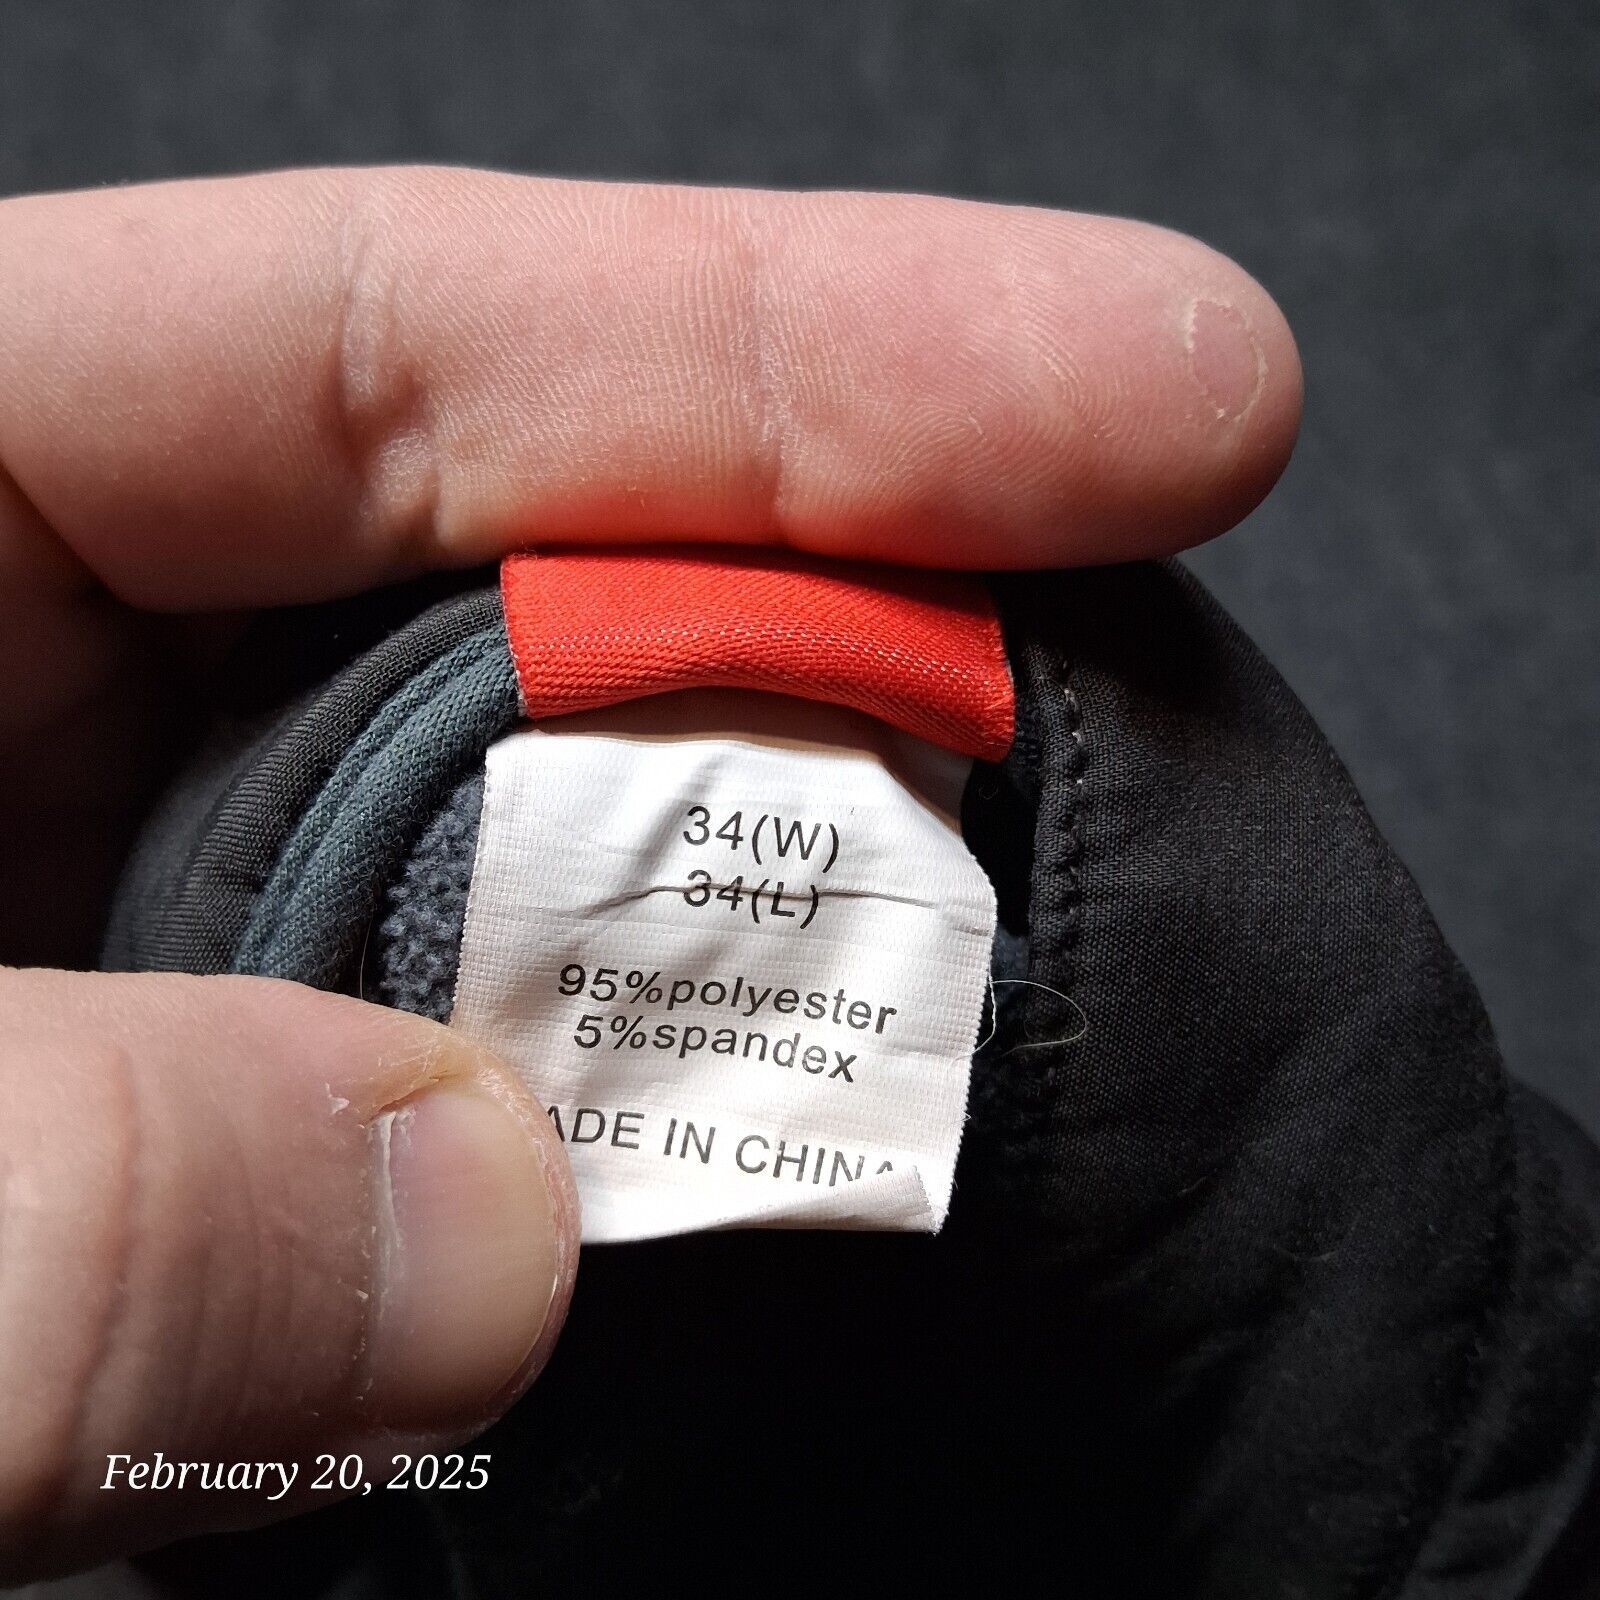 34(W)
34(L)
95%polyester
5%spandex
ADE IN CHINA
February 20, 2025